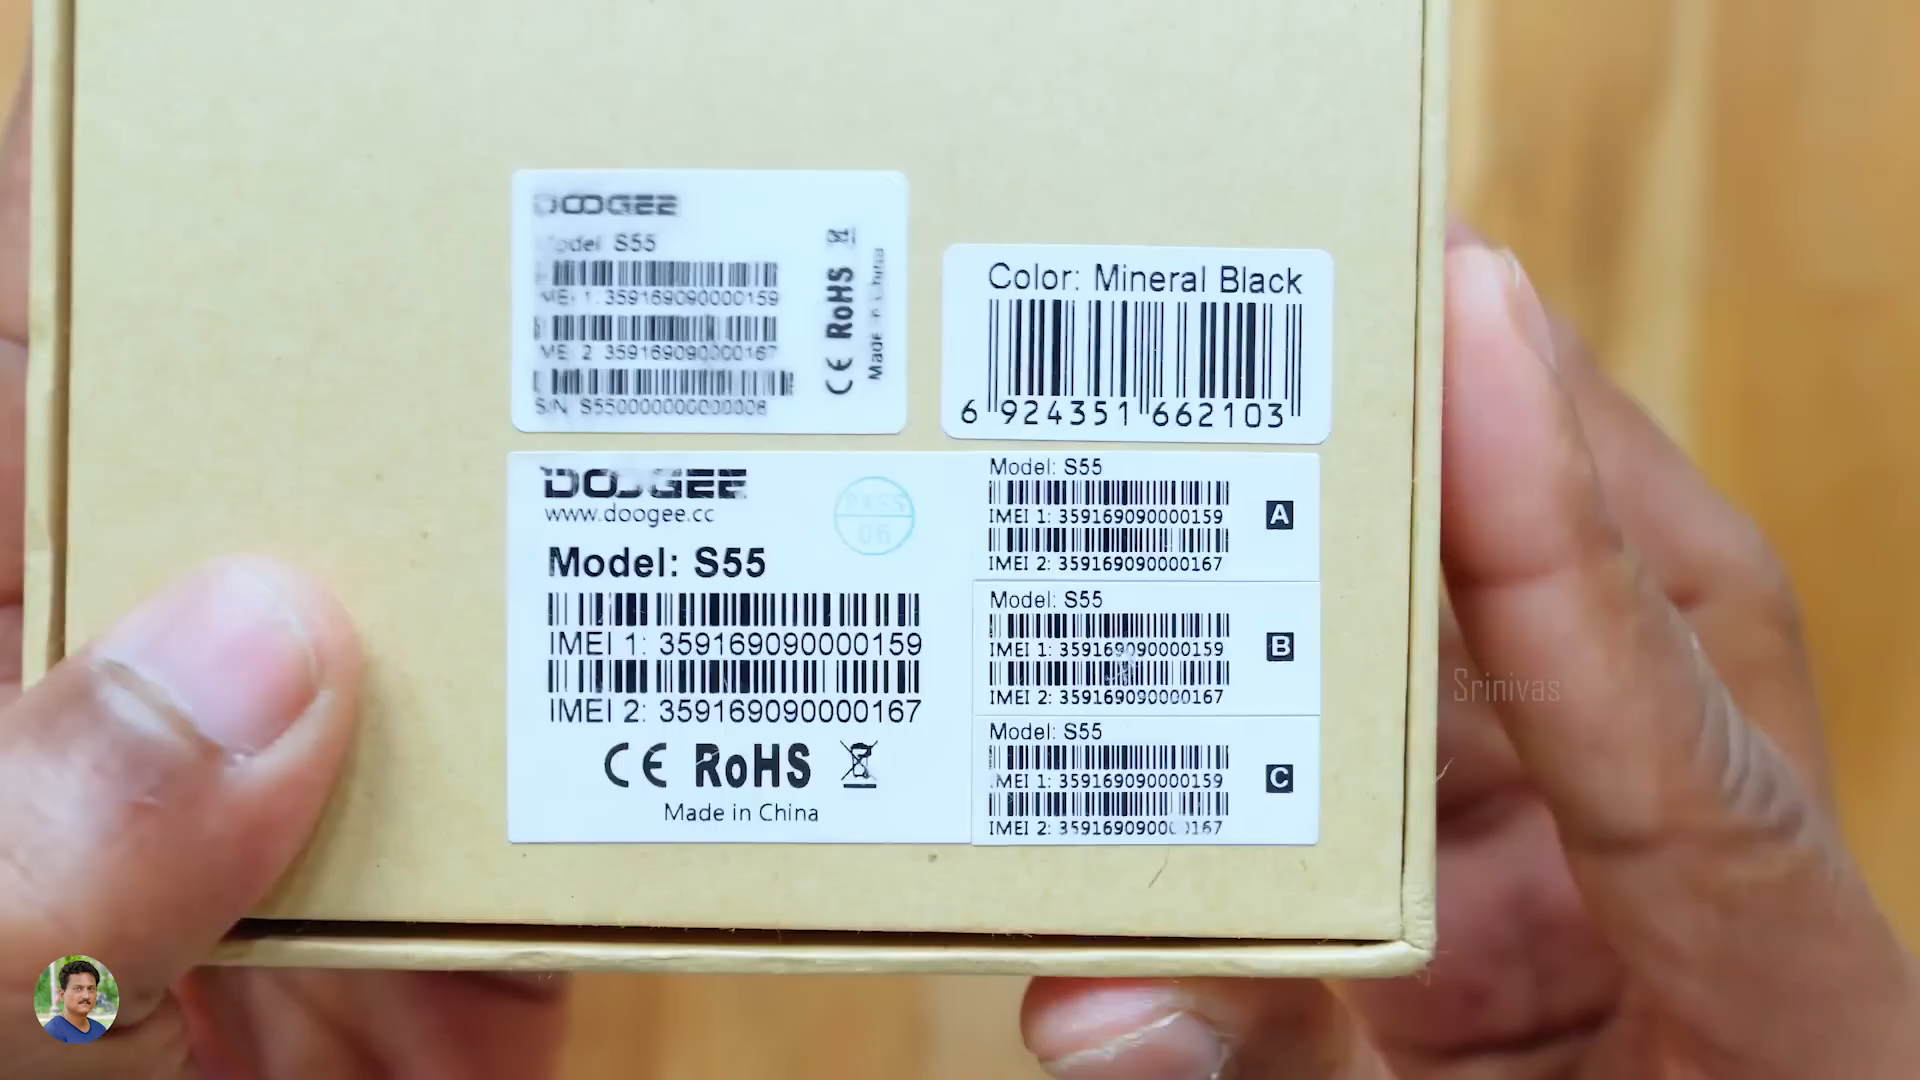 DOOGEE
Model: S55
IMEI 1: 359169090000159
IMEI 2: 359169090000167
S/N S550000000000008
CE RoHS
Made in China
Color: Mineral Black
6 924351 662103
DOOGEE
www.doogee.cc
PASS
06
Model: S55
IMEI 1: 359169090000159
IMEI 2: 359169090000167
CE RoHS
Made in China
Model: S55
IMEI 1: 359169090000159
IMEI 2: 359169090000167
A
Model: S55
IMEI 1: 359169090000159
IMEI 2: 359169090000167
B
Model: S55
IMEI 1: 359169090000159
IMEI 2: 359169090000167
C
Srinivas